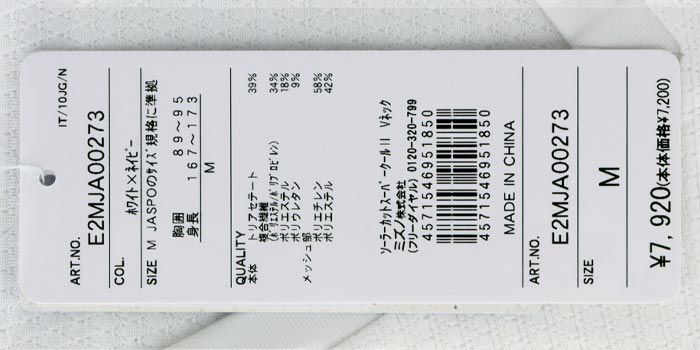 IT/10JG/N
ART.NO.
E2MJA00273
COL.
ホワイト×ネイビー
SIZE M JASPOのサイズ規格に準拠
胸囲 89~95
身長 167~173
M
QUALITY
本体 トリアセテート 39%
複合繊維
(ポリエステル/ポリプロピレン) 34%
ポリエステル 18%
ポリウレタン 9%
メッシュ部 ポリエチレン 58%
ポリエステル 42%
ソーラーカットスーパークールII Vネック
ミズノ株式会社
(フリーダイヤル) 0120-320-799
4571546951850
4571546951850
MADE IN CHINA
ART.NO.
E2MJA00273
SIZE
M
¥7,920(本体価格¥7,200)